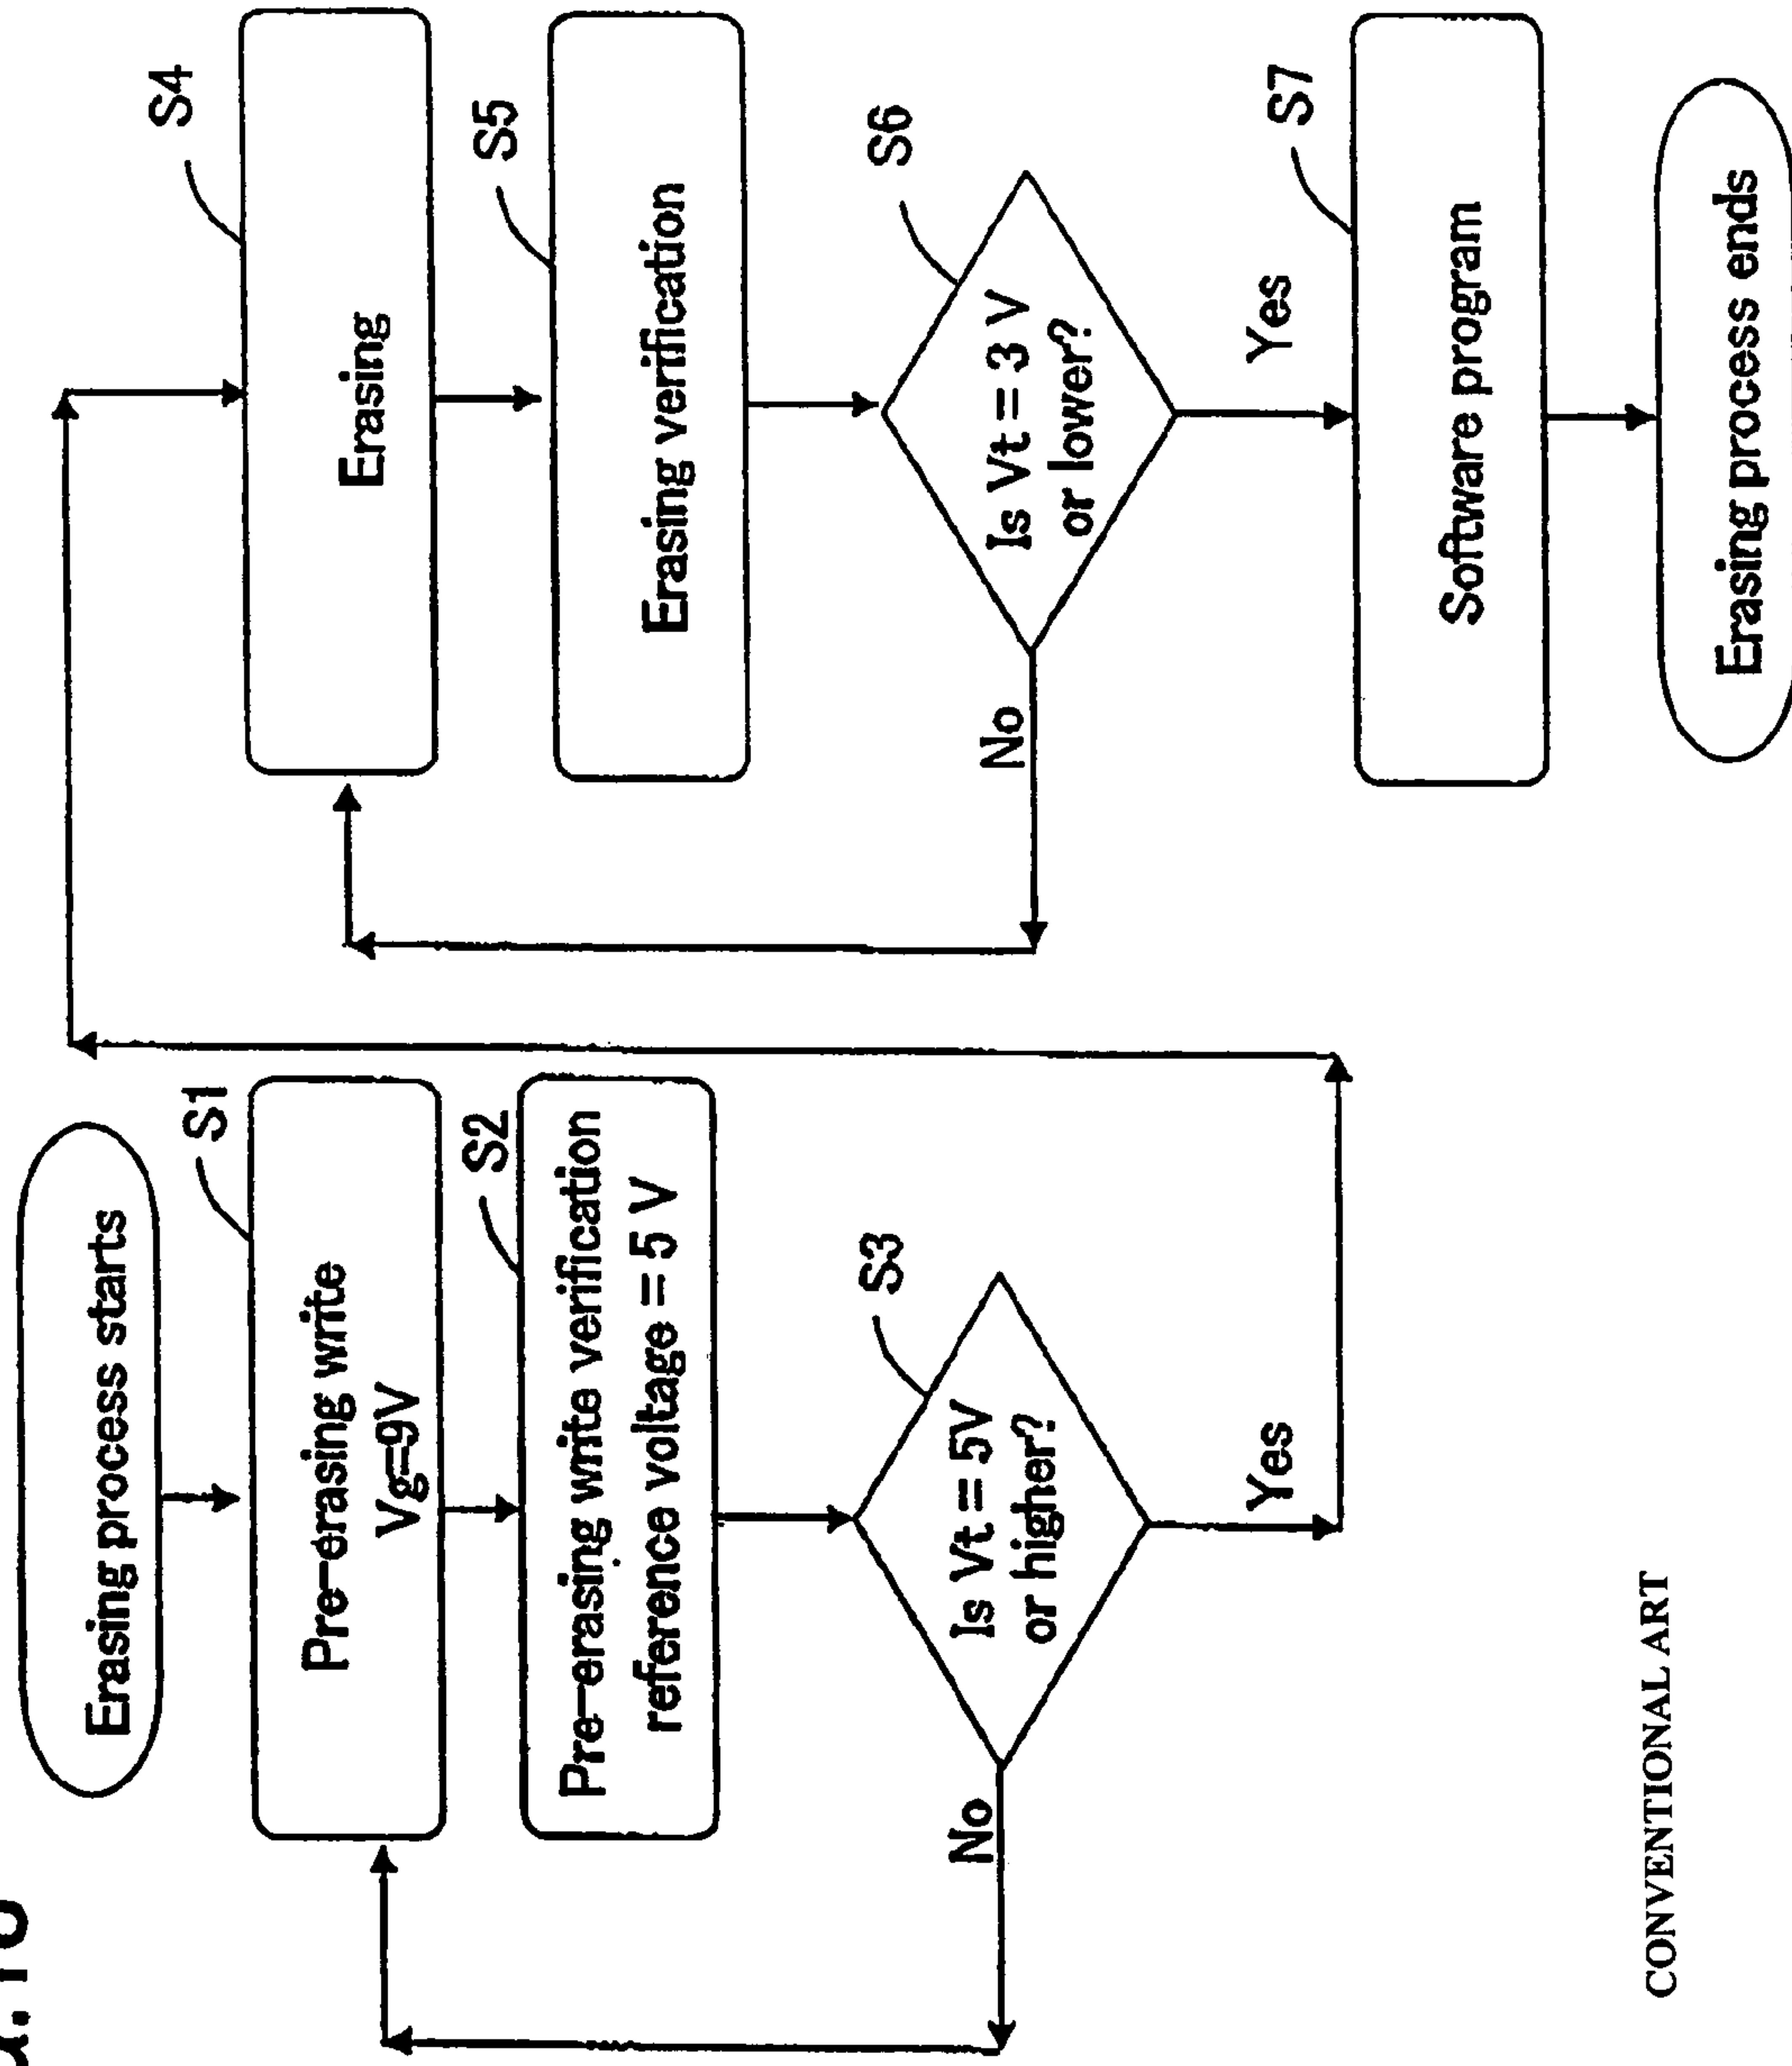 Erasing process starts
S1
Pre-erasing write
Vg=9V
S2
Pre-erasing write verification
reference voltage = 5 V
S3
Is Vt = 5V
or higher?
No
Yes
S4
Erasing
S5
Erasing verification
S6
Is Vt = 3 V
or lower?
No
Yes
S7
Software program
Erasing process ends
CONVENTIONAL ART